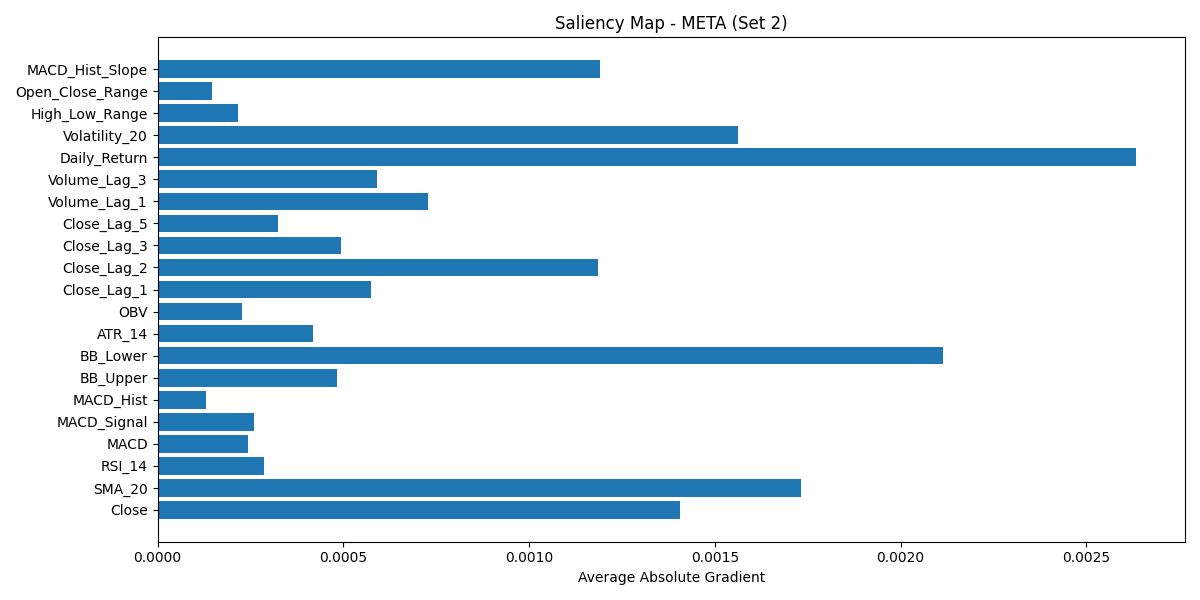 Saliency Map - META (Set 2)
MACD_Hist_Slope
Open_Close_Range
High_Low_Range
Volatility_20
Daily_Return
Volume_Lag_3
Volume_Lag_1
Close_Lag_5
Close_Lag_3
Close_Lag_2
Close_Lag_1
OBV
ATR_14
BB_Lower
BB_Upper
MACD_Hist
MACD_Signal
MACD
RSI_14
SMA_20
Close
0.0000 0.0005 0.0010 0.0015 0.0020 0.0025
Average Absolute Gradient